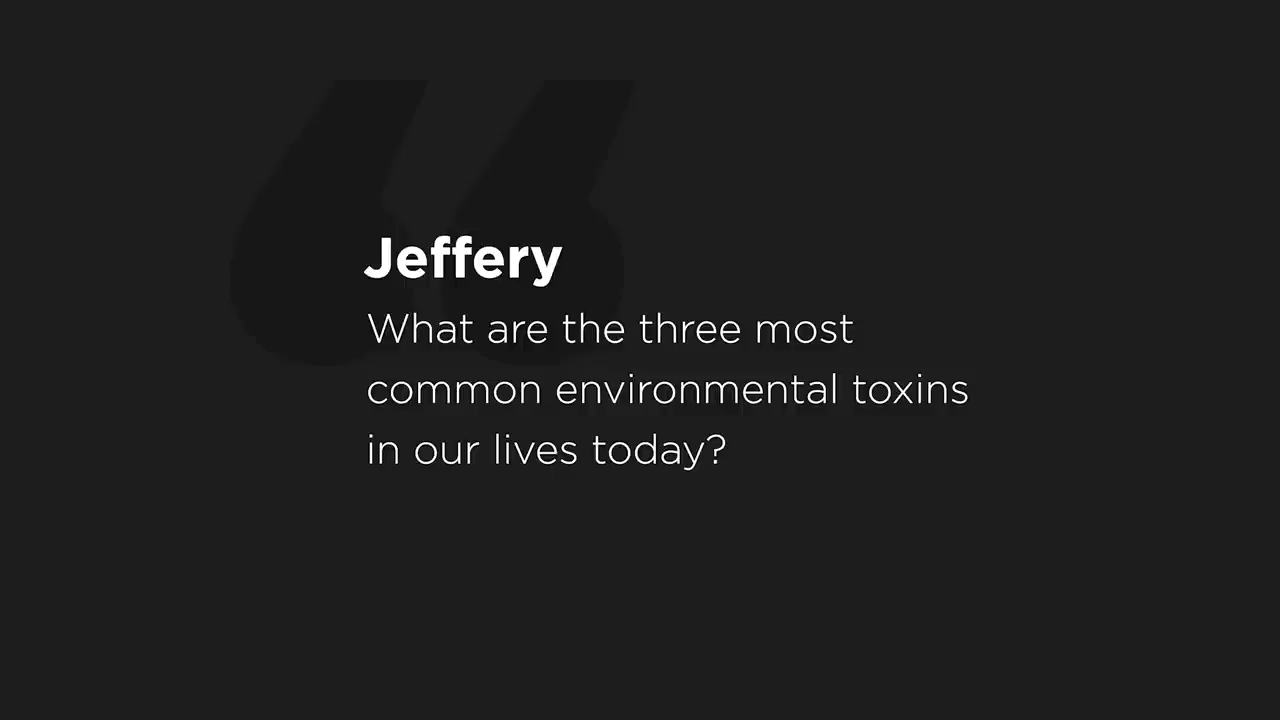 Jeffery
What are the three most
common environmental toxins
in our lives today?